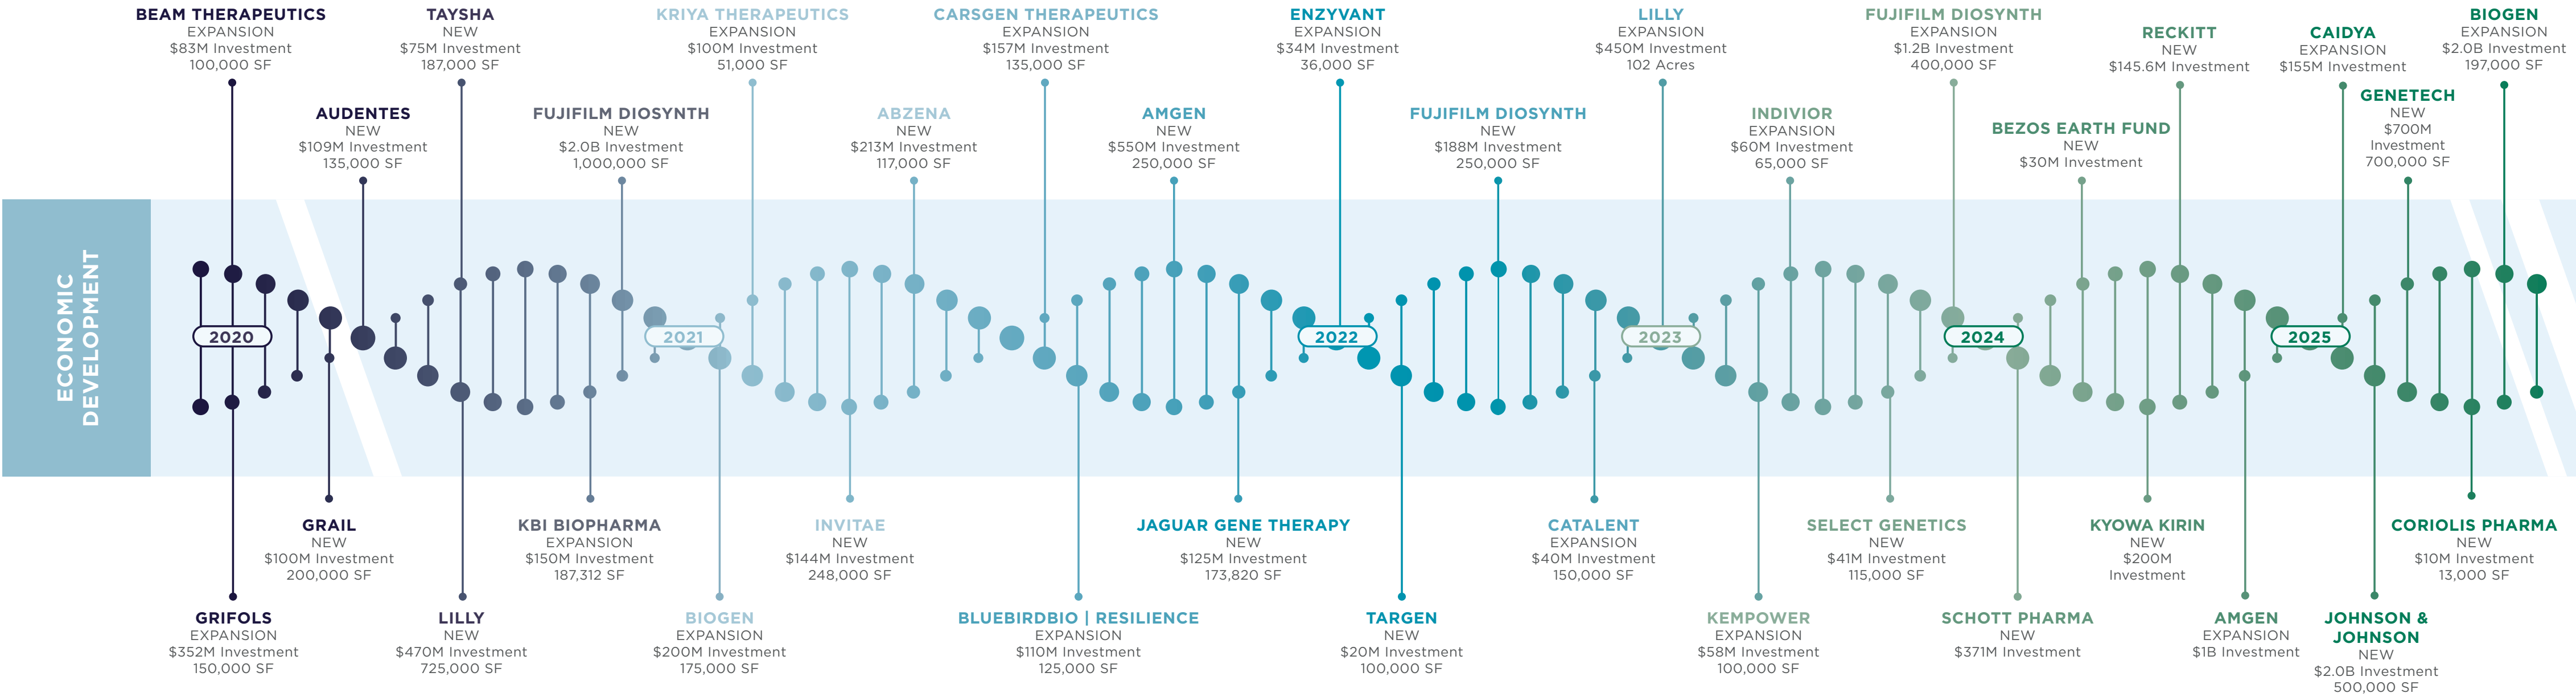 BEAM THERAPEUTICS
EXPANSION
$83M Investment
100,000 SF
TAYSHA
NEW
$75M Investment
187,000 SF
KRIYA THERAPEUTICS
EXPANSION
$100M Investment
51,000 SF
CARSGEN THERAPEUTICS
EXPANSION
$157M Investment
135,000 SF
ENZYVANT
EXPANSION
$34M Investment
36,000 SF
LILLY
EXPANSION
$450M Investment
102 Acres
FUJIFILM DIOSYNTH
EXPANSION
$1.2B Investment
400,000 SF
RECKITT
NEW
$145.6M Investment
CAIDYA
EXPANSION
$155M Investment
BIOGEN
EXPANSION
$2.0B Investment
197,000 SF
AUDENTES
NEW
$109M Investment
135,000 SF
FUJIFILM DIOSYNTH
NEW
$2.0B Investment
1,000,000 SF
ABZENA
NEW
$213M Investment
117,000 SF
AMGEN
NEW
$550M Investment
250,000 SF
FUJIFILM DIOSYNTH
NEW
$188M Investment
250,000 SF
INDIVIOR
EXPANSION
$60M Investment
65,000 SF
BEZOS EARTH FUND
NEW
$30M Investment
GENETECH
NEW
$700M
Investment
700,000 SF
ECONOMIC
DEVELOPMENT
2020
2021
2022
2023
2024
2025
GRAIL
NEW
$100M Investment
200,000 SF
KBI BIOPHARMA
EXPANSION
$150M Investment
187,312 SF
INVITAE
NEW
$144M Investment
248,000 SF
JAGUAR GENE THERAPY
NEW
$125M Investment
173,820 SF
CATALENT
EXPANSION
$40M Investment
150,000 SF
SELECT GENETICS
NEW
$41M Investment
115,000 SF
KYOWA KIRIN
NEW
$200M
Investment
CORIOLIS PHARMA
NEW
$10M Investment
13,000 SF
GRIFOLS
EXPANSION
$352M Investment
150,000 SF
LILLY
NEW
$470M Investment
725,000 SF
BIOGEN
EXPANSION
$200M Investment
175,000 SF
BLUEBIRDBIO | RESILIENCE
EXPANSION
$110M Investment
125,000 SF
TARGEN
NEW
$20M Investment
100,000 SF
KEMPOWER
EXPANSION
$58M Investment
100,000 SF
SCHOTT PHARMA
NEW
$371M Investment
AMGEN
EXPANSION
$1B Investment
JOHNSON &
JOHNSON
NEW
$2.0B Investment
500,000 SF